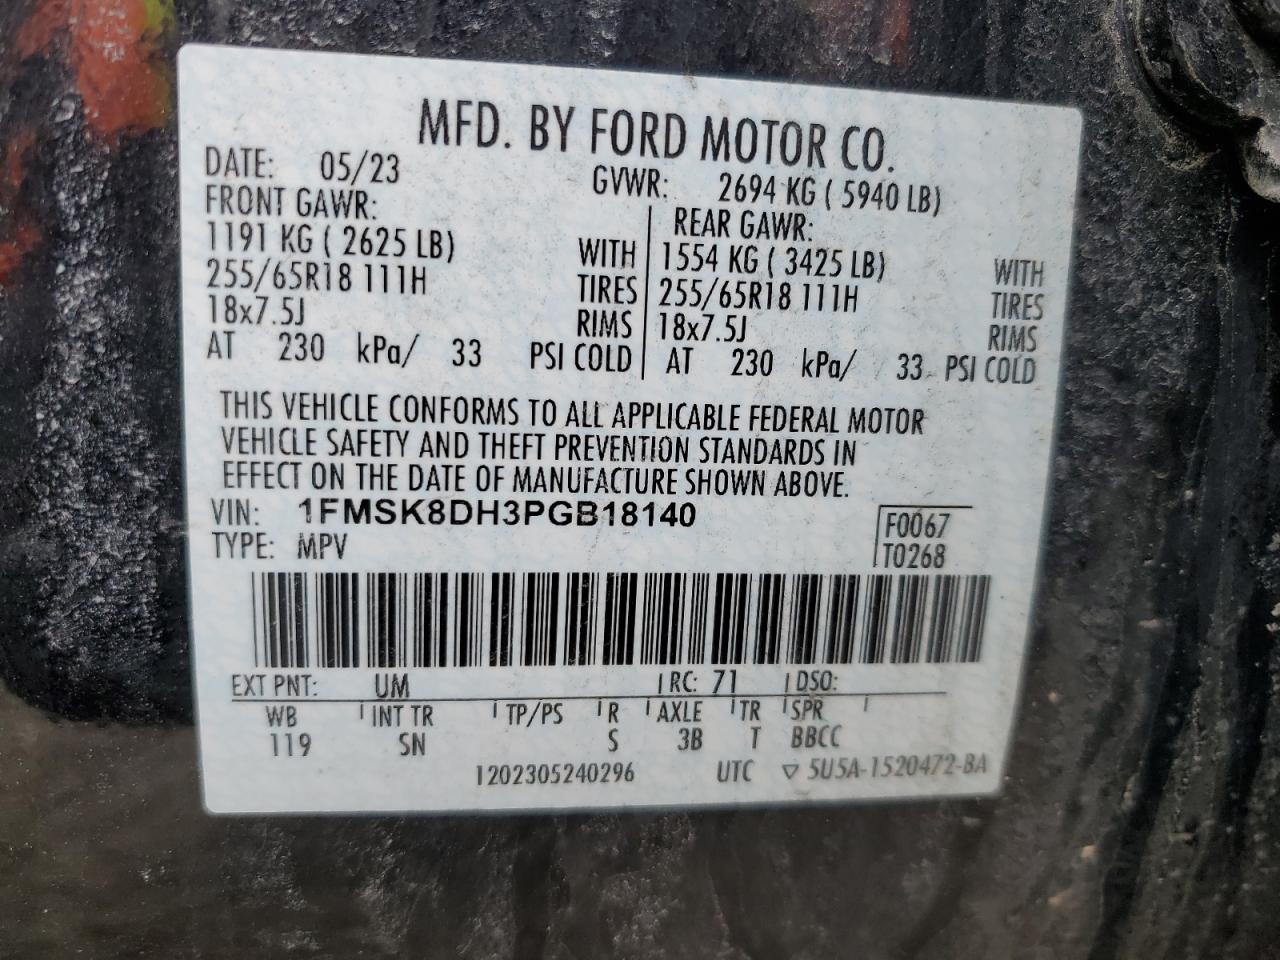 MFD. BY FORD MOTOR CO.
DATE: 05/23 GVWR: 2694 KG ( 5940 LB)
FRONT GAWR: REAR GAWR:
1191 KG ( 2625 LB) WITH 1554 KG ( 3425 LB) WITH
255/65R18 111H TIRES 255/65R18 111H TIRES
18x7.5J RIMS 18x7.5J RIMS
AT 230 kPa/ 33 PSI COLD AT 230 kPa/ 33 PSI COLD
THIS VEHICLE CONFORMS TO ALL APPLICABLE FEDERAL MOTOR
VEHICLE SAFETY AND THEFT PREVENTION STANDARDS IN
EFFECT ON THE DATE OF MANUFACTURE SHOWN ABOVE.
VIN: 1FMSK8DH3PGB18140 F0067
TYPE: MPV T0268
EXT PNT: UM RC: 71 DSO:
WB INT TR TP/PS R AXLE TR SPR
119 SN S 3B T BBCC
1202305240296 UTC ▽ 5U5A-1520472-BA